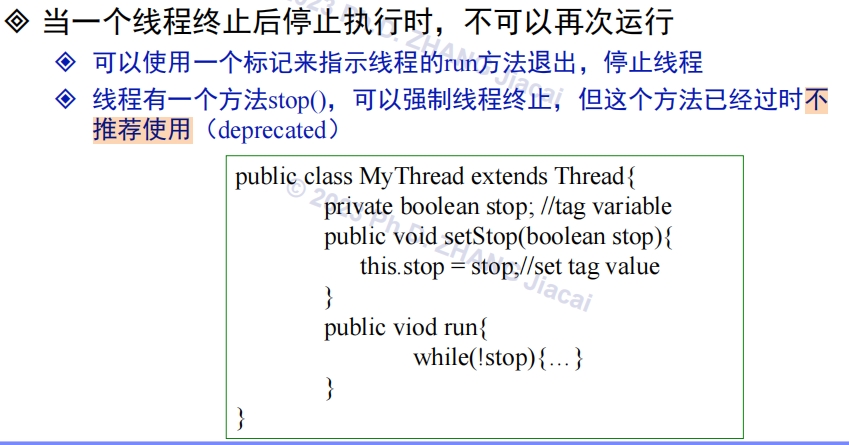 当一个线程终止后停止执行时，不可以再次运行
可以使用一个标记来指示线程的run方法退出，停止线程
线程有一个方法stop()，可以强制线程终止，但这个方法已经过时不
推荐使用（deprecated）
public class MyThread extends Thread{
private boolean stop; //tag variable
public void setStop(boolean stop){
this.stop = stop;//set tag value
}
public viod run{
while(!stop){…}
}
}
© 2023 Ph.D. ZHANG Jiacai
2023 Ph.D. ZHANG Jiacai